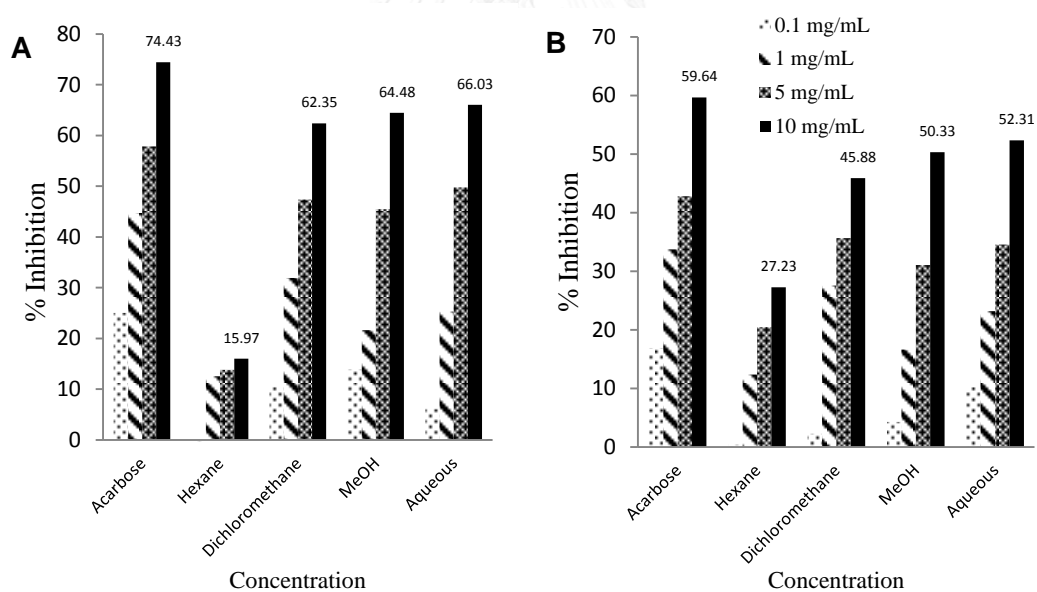 A
80
70
60
50
40
30
20
10
0
% Inhibition
74.43
15.97
62.35
64.48
66.03
Acarbose
Hexane
Dichloromethane
MeOH
Aqueous
Concentration
B
70
60
50
40
30
20
10
0
% Inhibition
0.1 mg/mL
1 mg/mL
5 mg/mL
10 mg/mL
59.64
27.23
45.88
50.33
52.31
Acarbose
Hexane
Dichloromethane
MeOH
Aqueous
Concentration